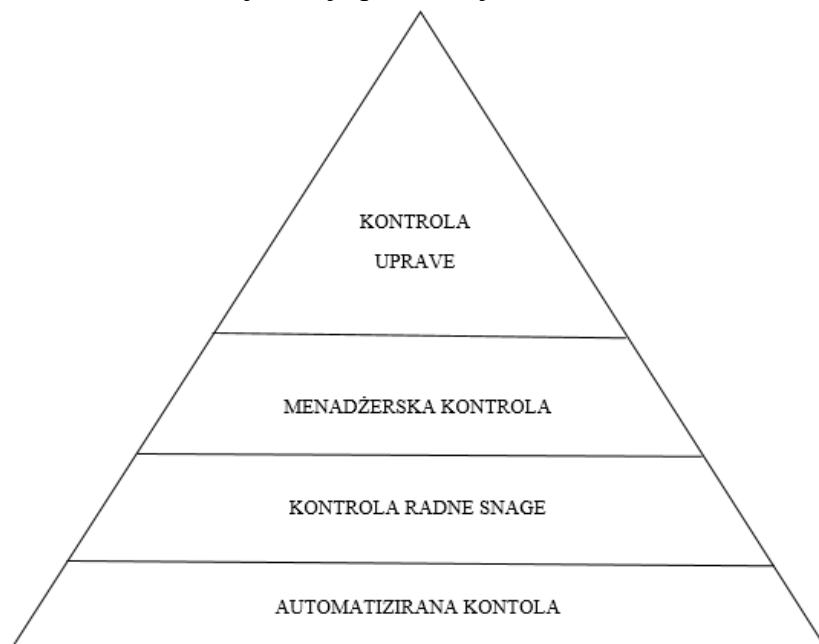 KONTROLA
UPRAVE
MENADŽERSKA KONTROLA
KONTROLA RADNE SNAGE
AUTOMATIZIRANA KONTOLA